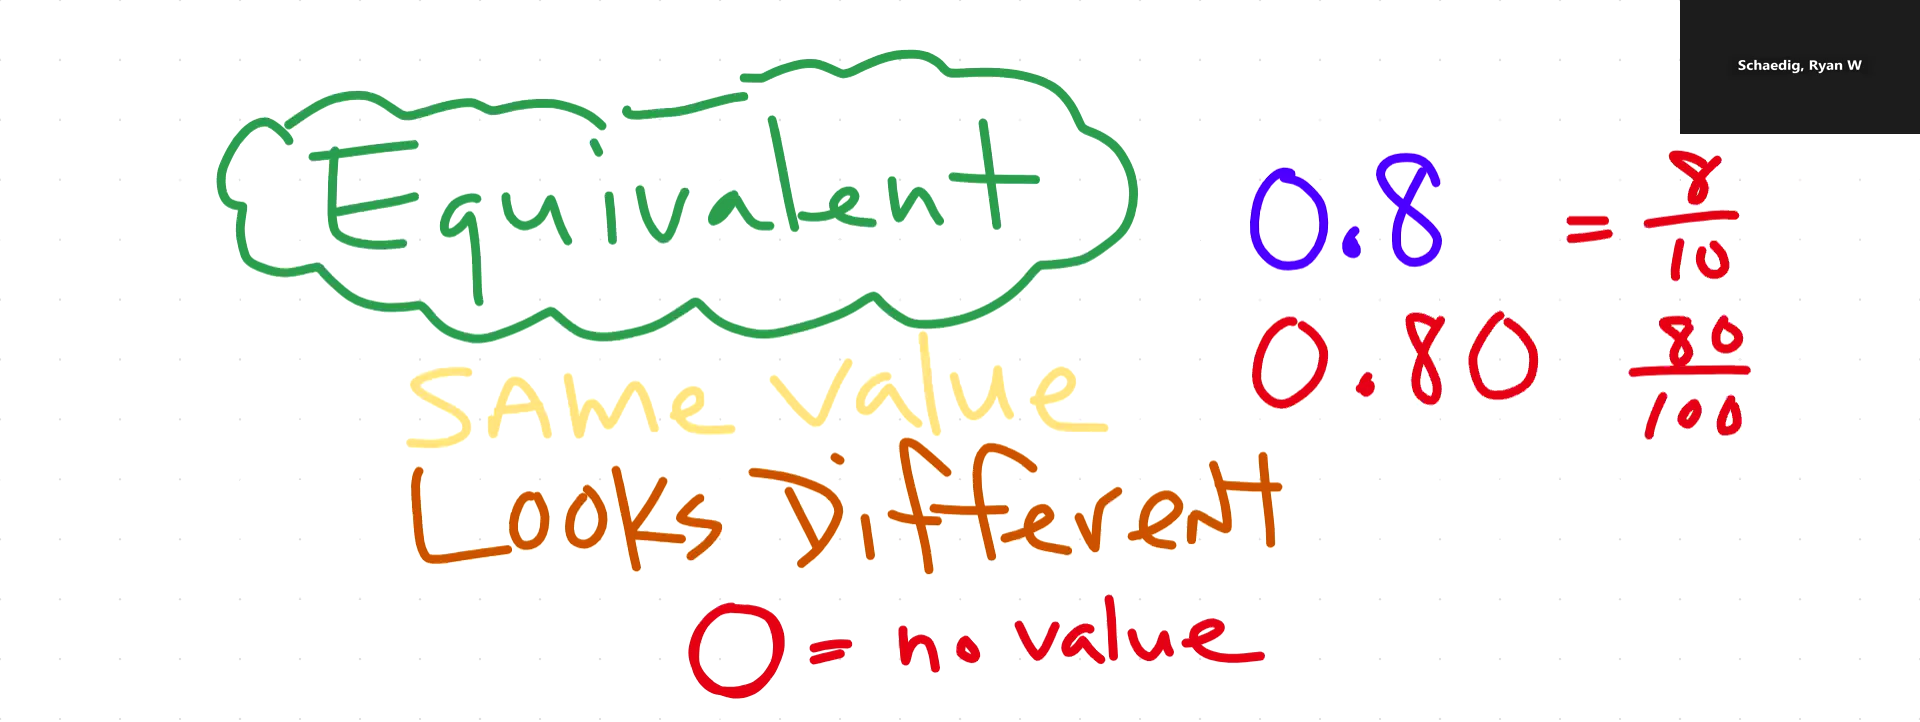 Schaedig, Ryan W
Equivalent
0.8 = 8/10
0.80 80/100
SAMe value
Looks Different
0 = no value